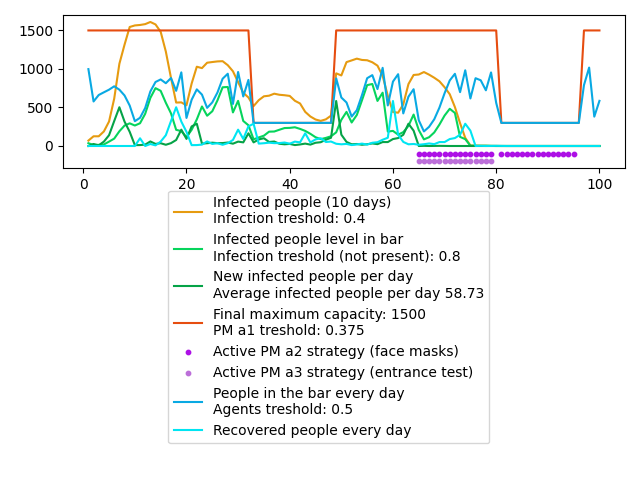 1500
1000
500
0
0 20 40 60 80 100
Infected people (10 days)
Infection treshold: 0.4
Infected people level in bar
Infection treshold (not present): 0.8
New infected people per day
Average infected people per day 58.73
Final maximum capacity: 1500
PM a1 treshold: 0.375
Active PM a2 strategy (face masks)
Active PM a3 strategy (entrance test)
People in the bar every day
Agents treshold: 0.5
Recovered people every day